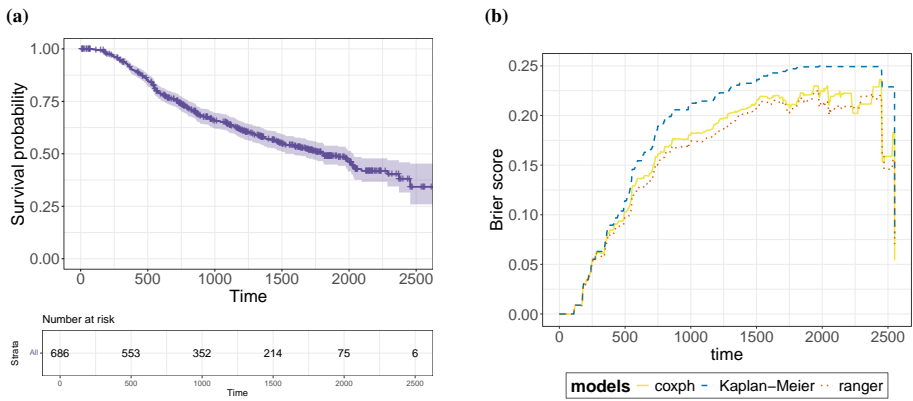 (a)
Survival probability
1.00
0.75
0.50
0.25
0.00
0 500 1000 1500 2000 2500
Time
Number at risk
Strata
All
686 553 352 214 75 6
0 500 1000 1500 2000 2500
Time
(b)
Brier score
0.25
0.20
0.15
0.10
0.05
0.00
0 500 1000 1500 2000 2500
time
models coxph Kaplan−Meier ranger